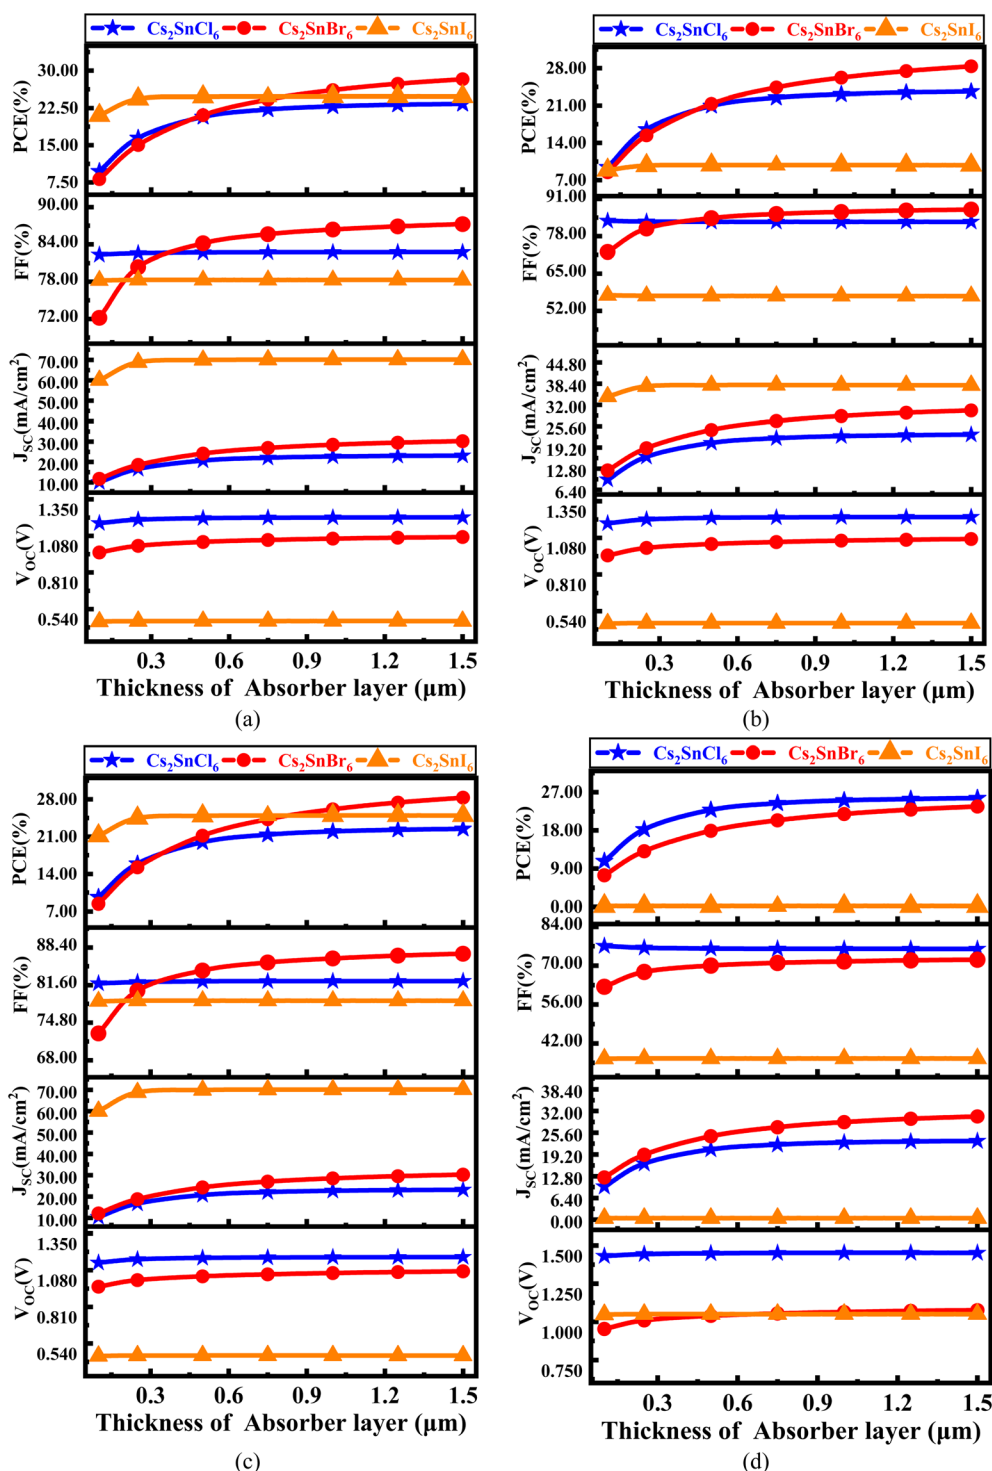 Cs₂SnCl₆ Cs₂SnBr₆ Cs₂SnI₆
PCE(%)
30.00
22.50
15.00
7.50
FF(%)
90.00
84.00
78.00
72.00
J_SC(mA/cm²)
70.00
60.00
50.00
40.00
30.00
20.00
10.00
V_OC(V)
1.350
1.080
0.810
0.540
0.3 0.6 0.9 1.2 1.5
Thickness of Absorber layer (μm)
(a)
Cs₂SnCl₆ Cs₂SnBr₆ Cs₂SnI₆
PCE(%)
28.00
21.00
14.00
7.00
FF(%)
91.00
78.00
65.00
52.00
J_SC(mA/cm²)
44.80
38.40
32.00
25.60
19.20
12.80
6.40
V_OC(V)
1.350
1.080
0.810
0.540
0.3 0.6 0.9 1.2 1.5
Thickness of Absorber layer (μm)
(b)
Cs₂SnCl₆ Cs₂SnBr₆ Cs₂SnI₆
PCE(%)
28.00
21.00
14.00
7.00
FF(%)
88.40
81.60
74.80
68.00
J_SC(mA/cm²)
70.00
60.00
50.00
40.00
30.00
20.00
10.00
V_OC(V)
1.350
1.080
0.810
0.540
0.3 0.6 0.9 1.2 1.5
Thickness of Absorber layer (μm)
(c)
Cs₂SnCl₆ Cs₂SnBr₆ Cs₂SnI₆
PCE(%)
27.00
18.00
9.00
0.00
FF(%)
84.00
70.00
56.00
42.00
J_SC(mA/cm²)
38.40
32.00
25.60
19.20
12.80
6.40
0.00
V_OC(V)
1.500
1.250
1.000
0.750
0.3 0.6 0.9 1.2 1.5
Thickness of Absorber layer (μm)
(d)